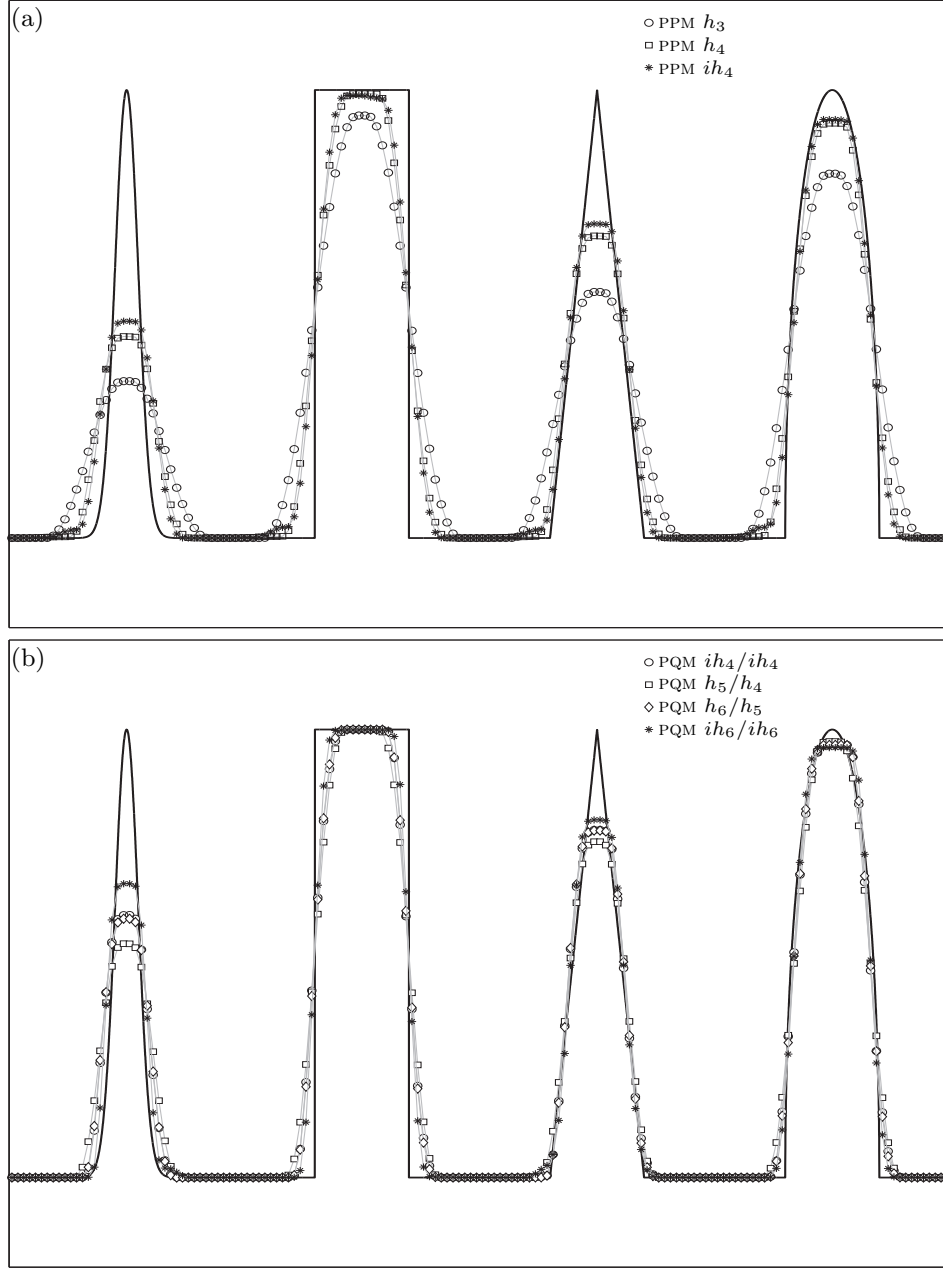 (a)
○ PPM h₃
□ PPM h₄
* PPM ih₄
(b)
○ PQM ih₄/ih₄
□ PQM h₅/h₄
◇ PQM h₆/h₅
* PQM ih₆/ih₆